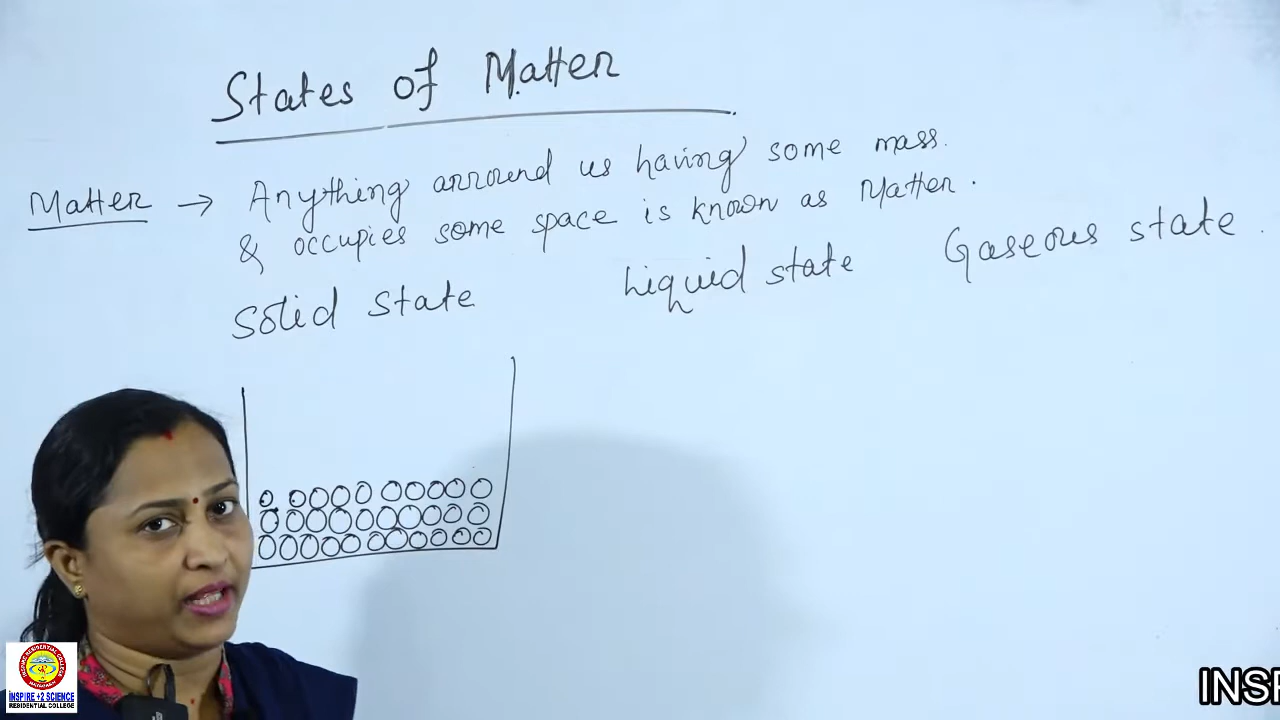 States of Matter
Matter → Anything arround us having some mass.
& occupies some space is known as Matter.
Solid state Liquid state Gaseous state.
INSPIRE +2 SCIENCE
RESIDENTIAL COLLEGE
INSP